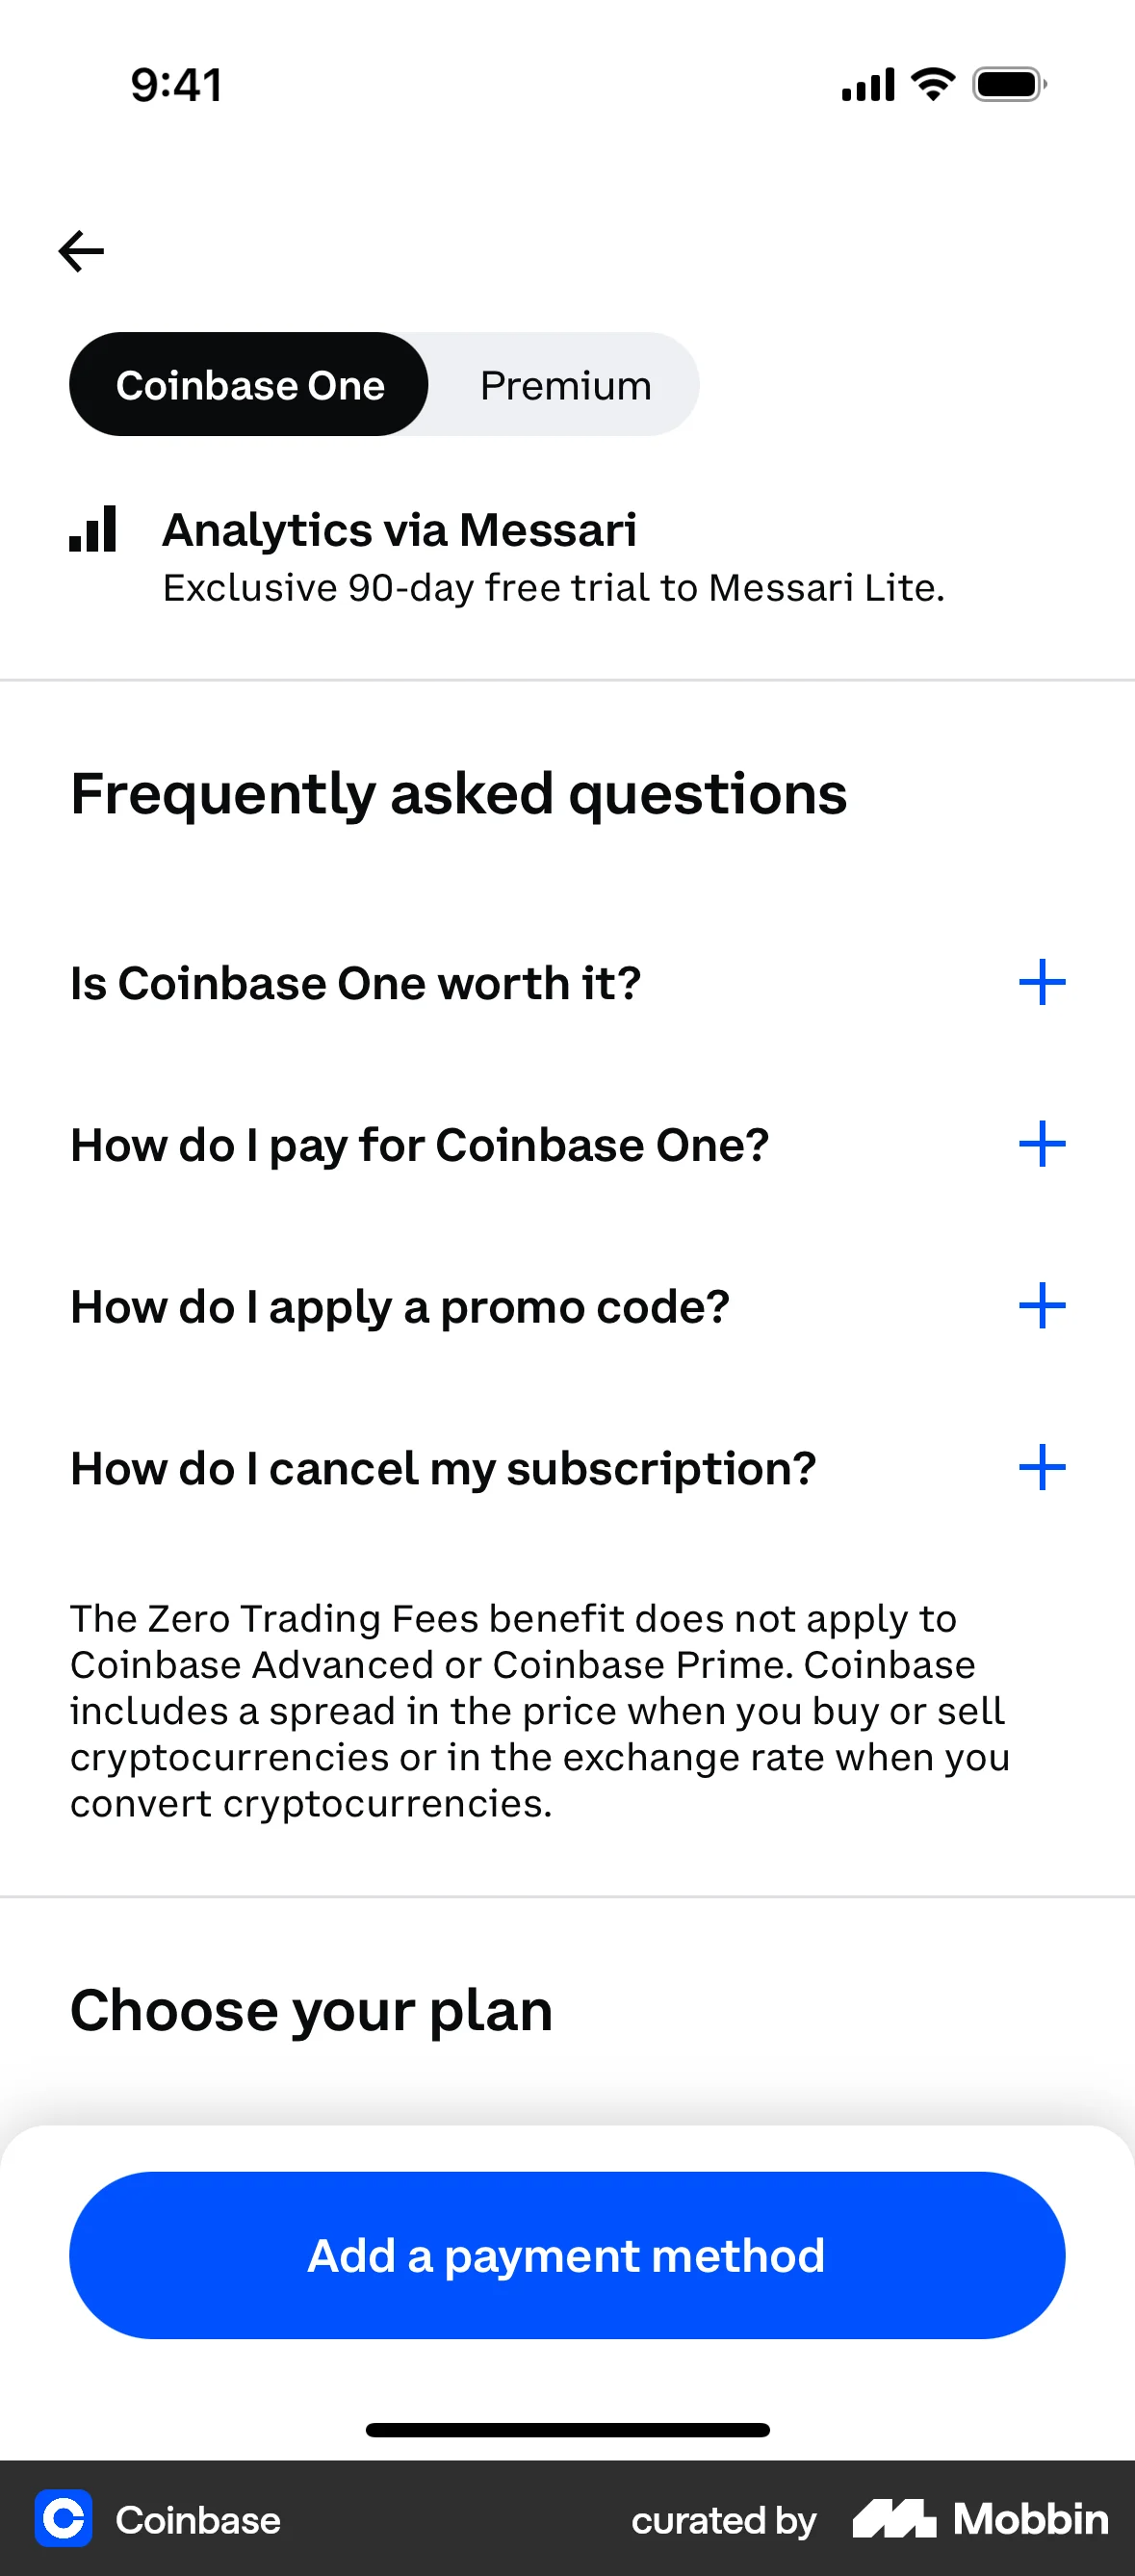 9:41
Coinbase One
Premium
Analytics via Messari
Exclusive 90-day free trial to Messari Lite.
Frequently asked questions
Is Coinbase One worth it?
How do I pay for Coinbase One?
How do I apply a promo code?
How do I cancel my subscription?
The Zero Trading Fees benefit does not apply to
Coinbase Advanced or Coinbase Prime. Coinbase
includes a spread in the price when you buy or sell
cryptocurrencies or in the exchange rate when you
convert cryptocurrencies.
Choose your plan
Add a payment method
Coinbase
curated by
Mobbin